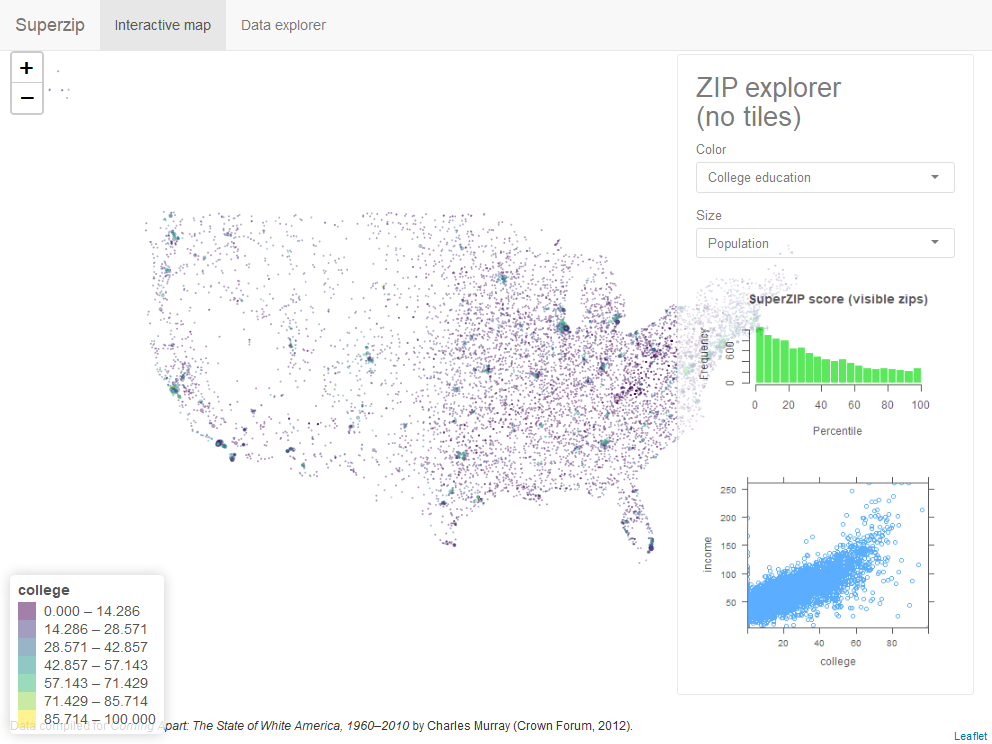 Superzip Interactive map Data explorer
+
−
ZIP explorer
(no tiles)
Color
College education
Size
Population
SuperZIP score (visible zips)
Frequency
0 600
0 20 40 60 80 100
Percentile
250
200
150
100
50
income
20 40 60 80
college
college
0.000 – 14.286
14.286 – 28.571
28.571 – 42.857
42.857 – 57.143
57.143 – 71.429
71.429 – 85.714
85.714 – 100.000
Data compiled for Coming Apart: The State of White America, 1960–2010 by Charles Murray (Crown Forum, 2012).
Leaflet